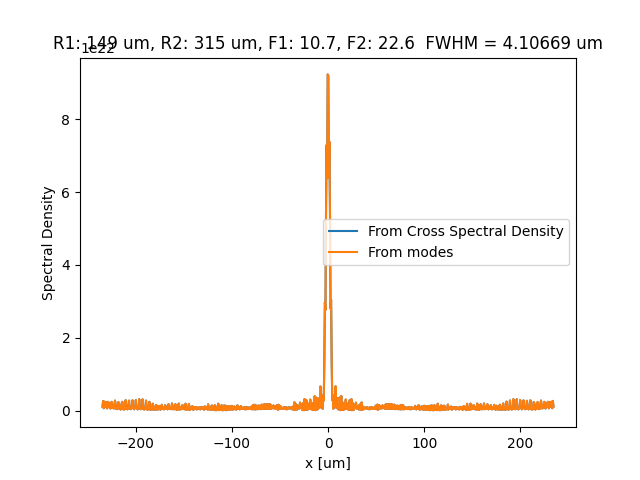 R1: 149 um, R2: 315 um, F1: 10.7, F2: 22.6  FWHM = 4.10669 um
1e22
8
6
4
2
0
Spectral Density
From Cross Spectral Density
From modes
−200
−100
0
100
200
x [um]